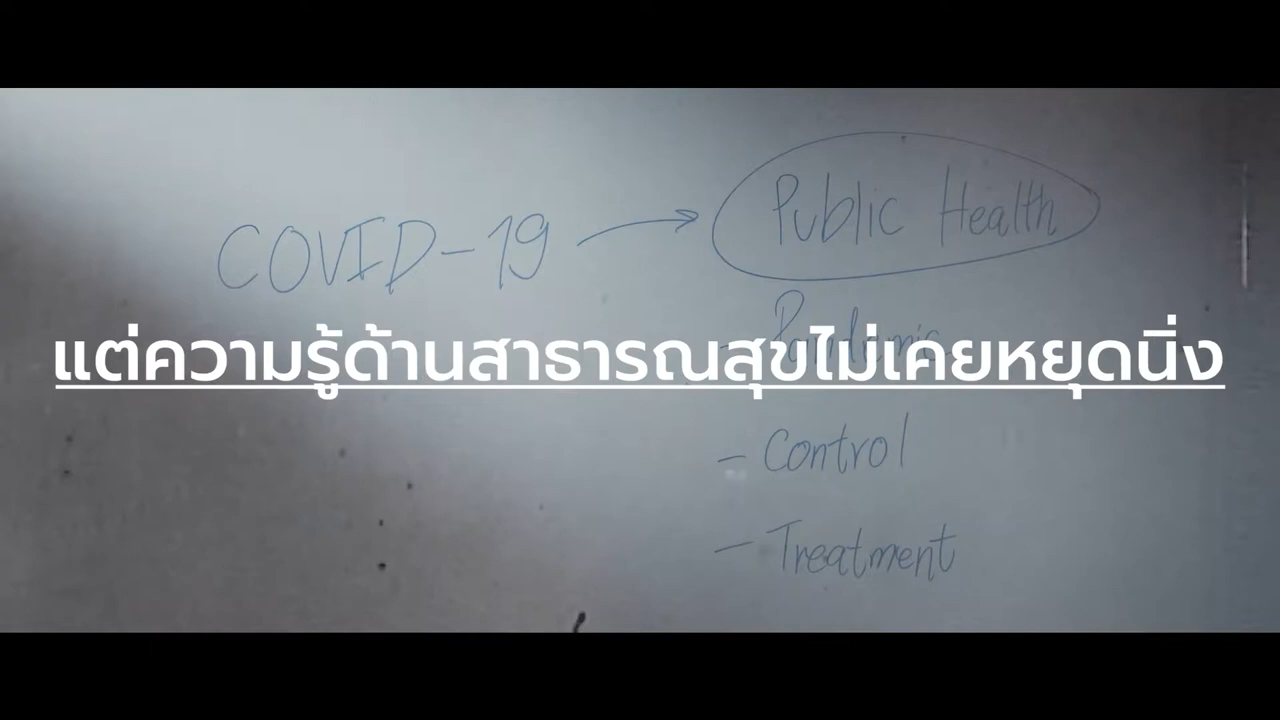 COVID-19 → Public Health
- Pandemic
แต่ความรู้ด้านสาธารณสุขไม่เคยหยุดนิ่ง
- Control
- Treatment